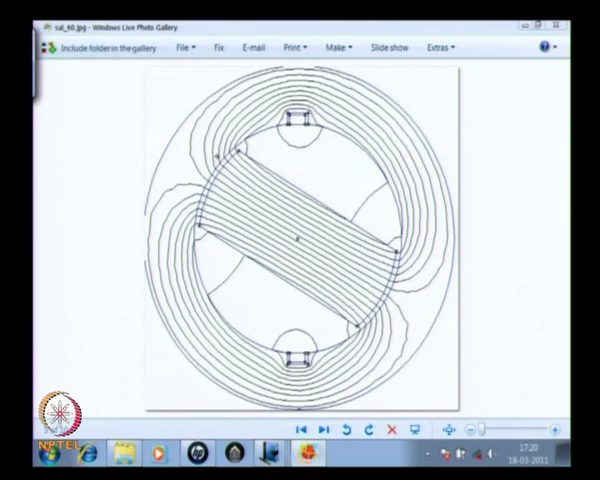 sal_60.jpg - Windows Live Photo Gallery
Include folder in the gallery File Fix E-mail Print Make Slide show Extras
NPTEL
17:20
18-03-2011